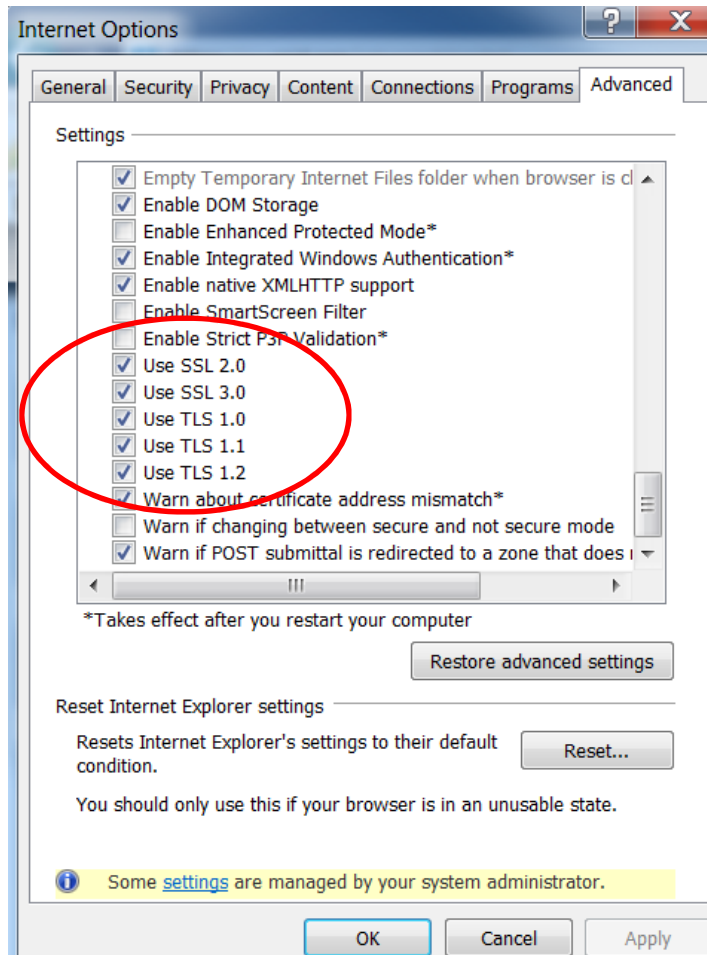 Internet Options
General Security Privacy Content Connections Programs Advanced
Settings
Empty Temporary Internet Files folder when browser is cl
Enable DOM Storage
Enable Enhanced Protected Mode*
Enable Integrated Windows Authentication*
Enable native XMLHTTP support
Enable SmartScreen Filter
Enable Strict P3P Validation*
Use SSL 2.0
Use SSL 3.0
Use TLS 1.0
Use TLS 1.1
Use TLS 1.2
Warn about certificate address mismatch*
Warn if changing between secure and not secure mode
Warn if POST submittal is redirected to a zone that does
*Takes effect after you restart your computer
Restore advanced settings
Reset Internet Explorer settings
Resets Internet Explorer's settings to their default
condition.
Reset...
You should only use this if your browser is in an unusable state.
Some settings are managed by your system administrator.
OK Cancel Apply